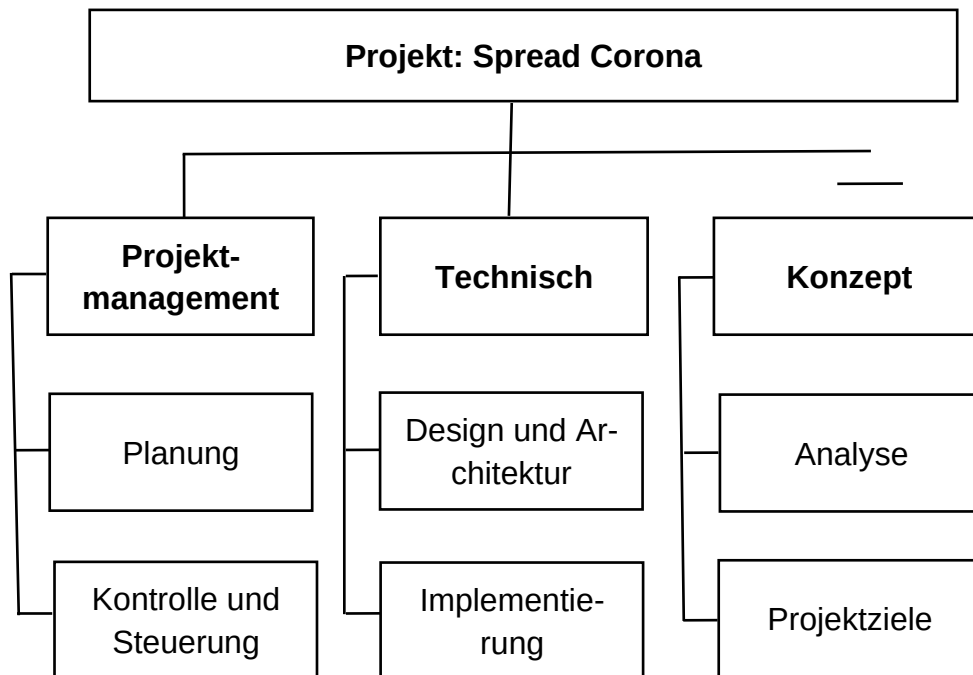 Projekt: Spread Corona
Projekt-
management
Technisch
Konzept
Planung
Design und Ar-
chitektur
Analyse
Kontrolle und
Steuerung
Implementie-
rung
Projektziele